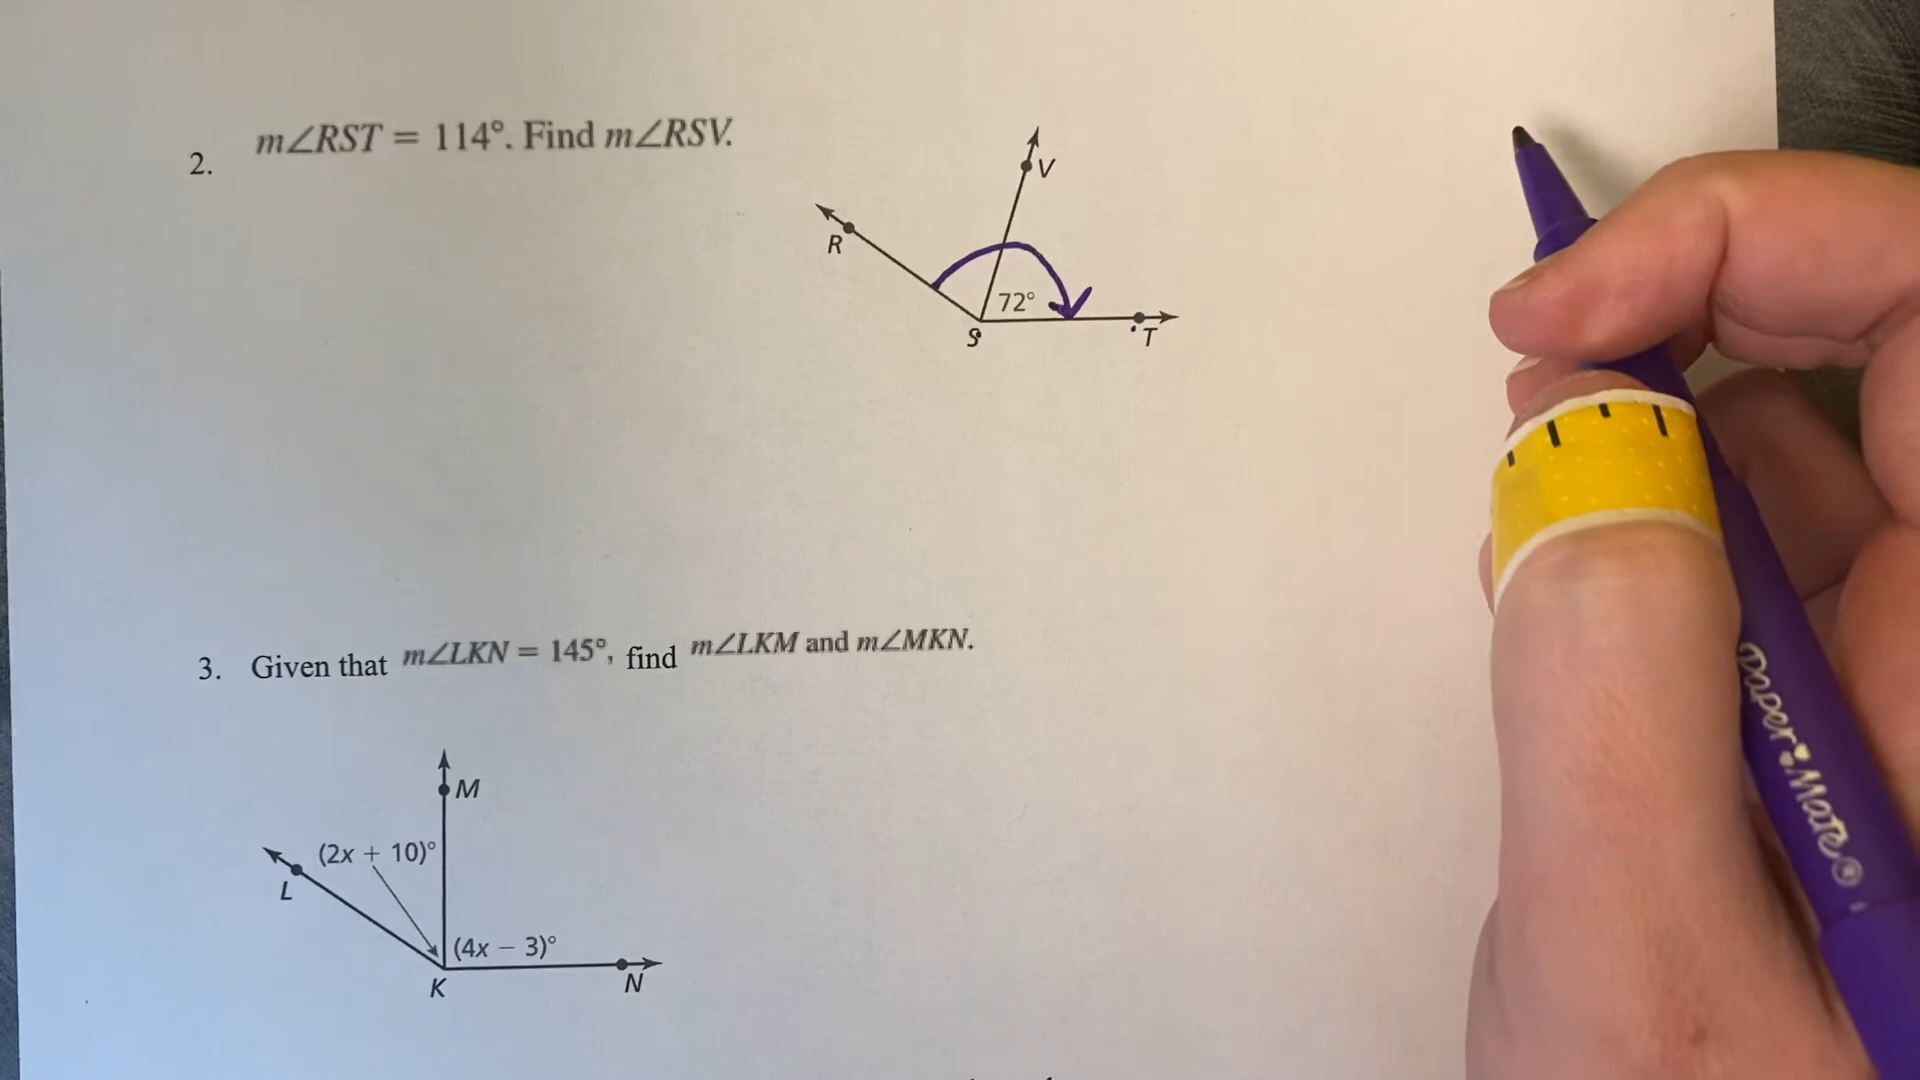 2. m∠RST = 114°. Find m∠RSV.
V
R
72°
S
T
3. Given that m∠LKN = 145°, find m∠LKM and m∠MKN.
M
(2x + 10)°
L
(4x − 3)°
K
N
Paper Mate